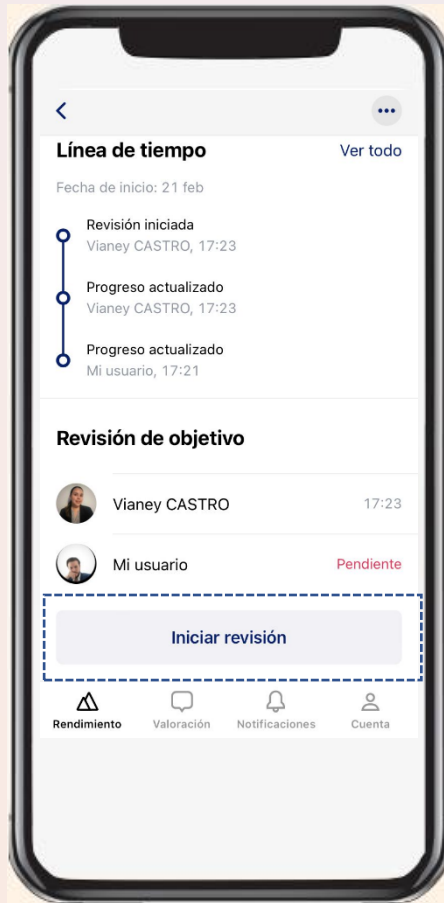 Línea de tiempo Ver todo
Fecha de inicio: 21 feb
Revisión iniciada
Vianey CASTRO, 17:23
Progreso actualizado
Vianey CASTRO, 17:23
Progreso actualizado
Mi usuario, 17:21
Revisión de objetivo
Vianey CASTRO 17:23
Mi usuario Pendiente
Iniciar revisión
Rendimiento Valoración Notificaciones Cuenta